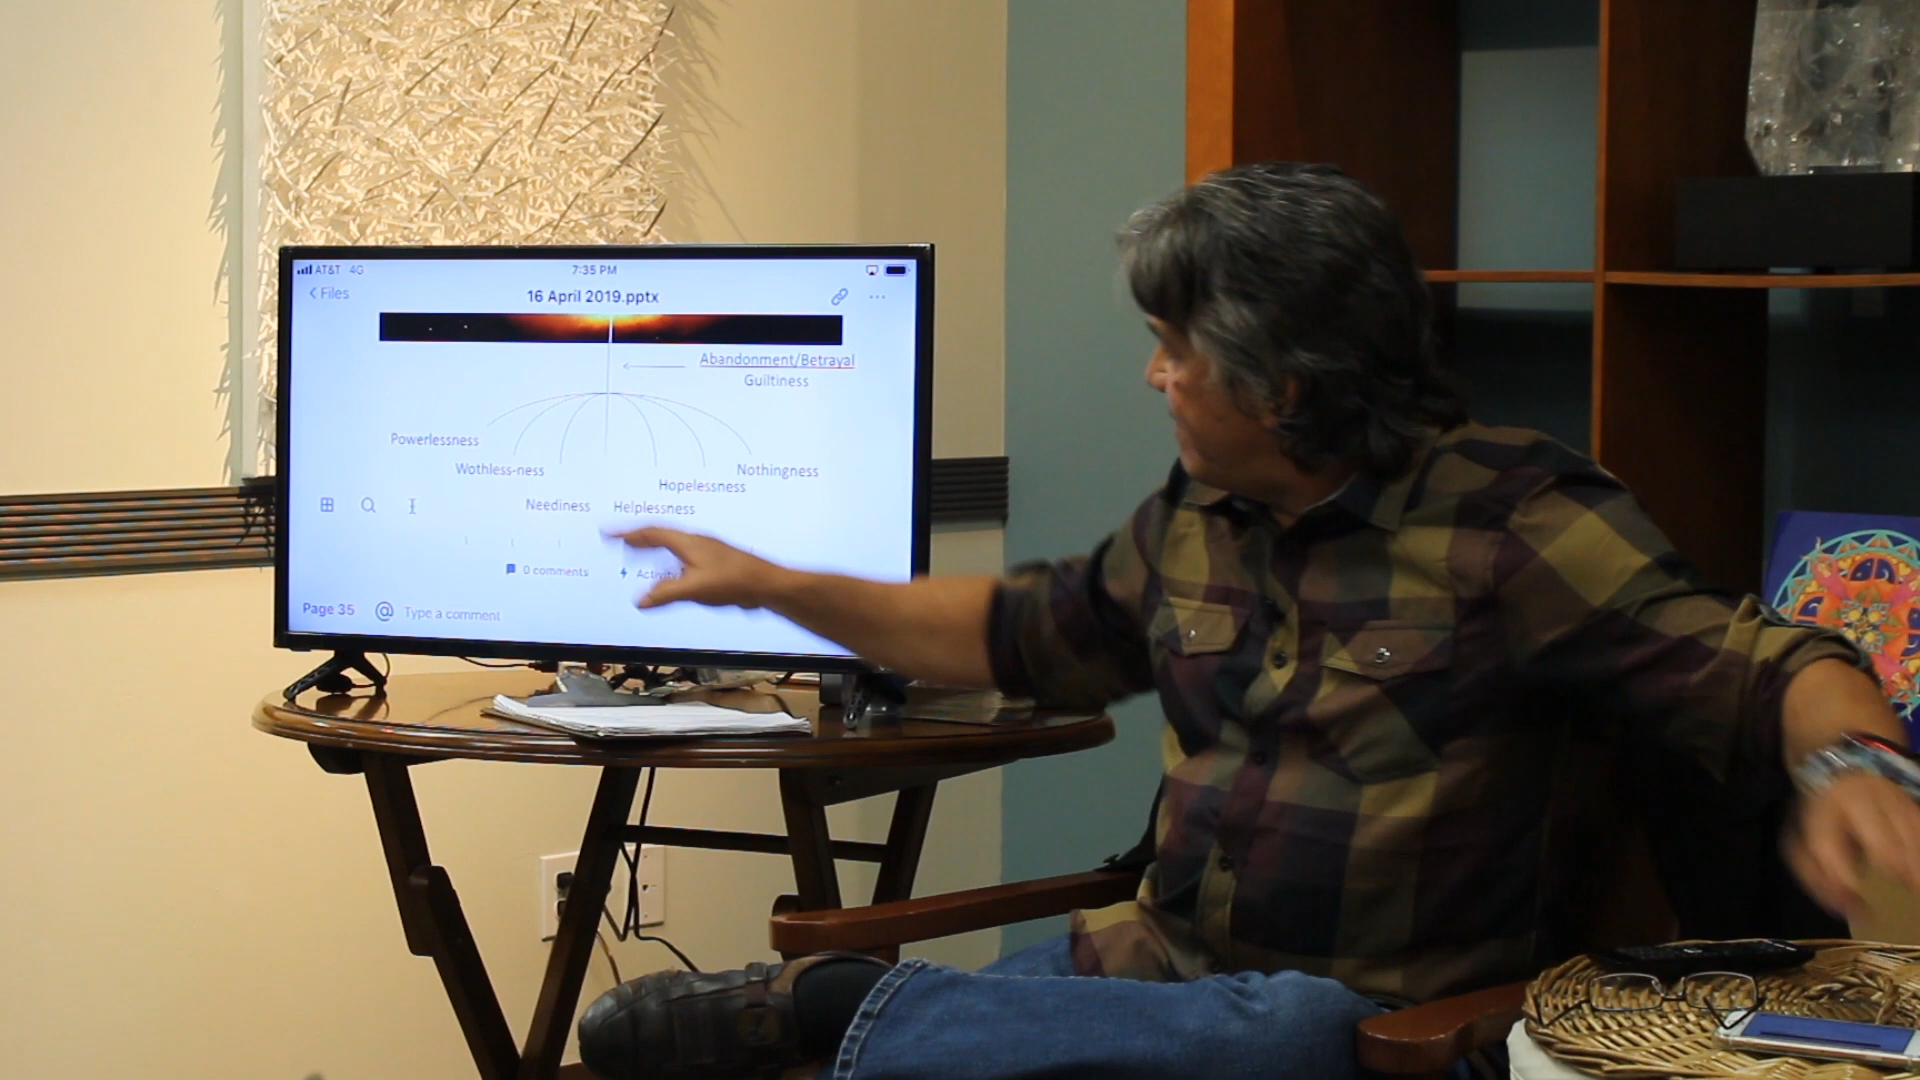 AT&T 4G 7:35 PM
Files
16 April 2019.pptx
Abandonment/Betrayal
Guiltiness
Powerlessness
Wothless-ness
Nothingness
Hopelessness
Neediness Helplessness
0 comments Activity
Page 35 @ Type a comment